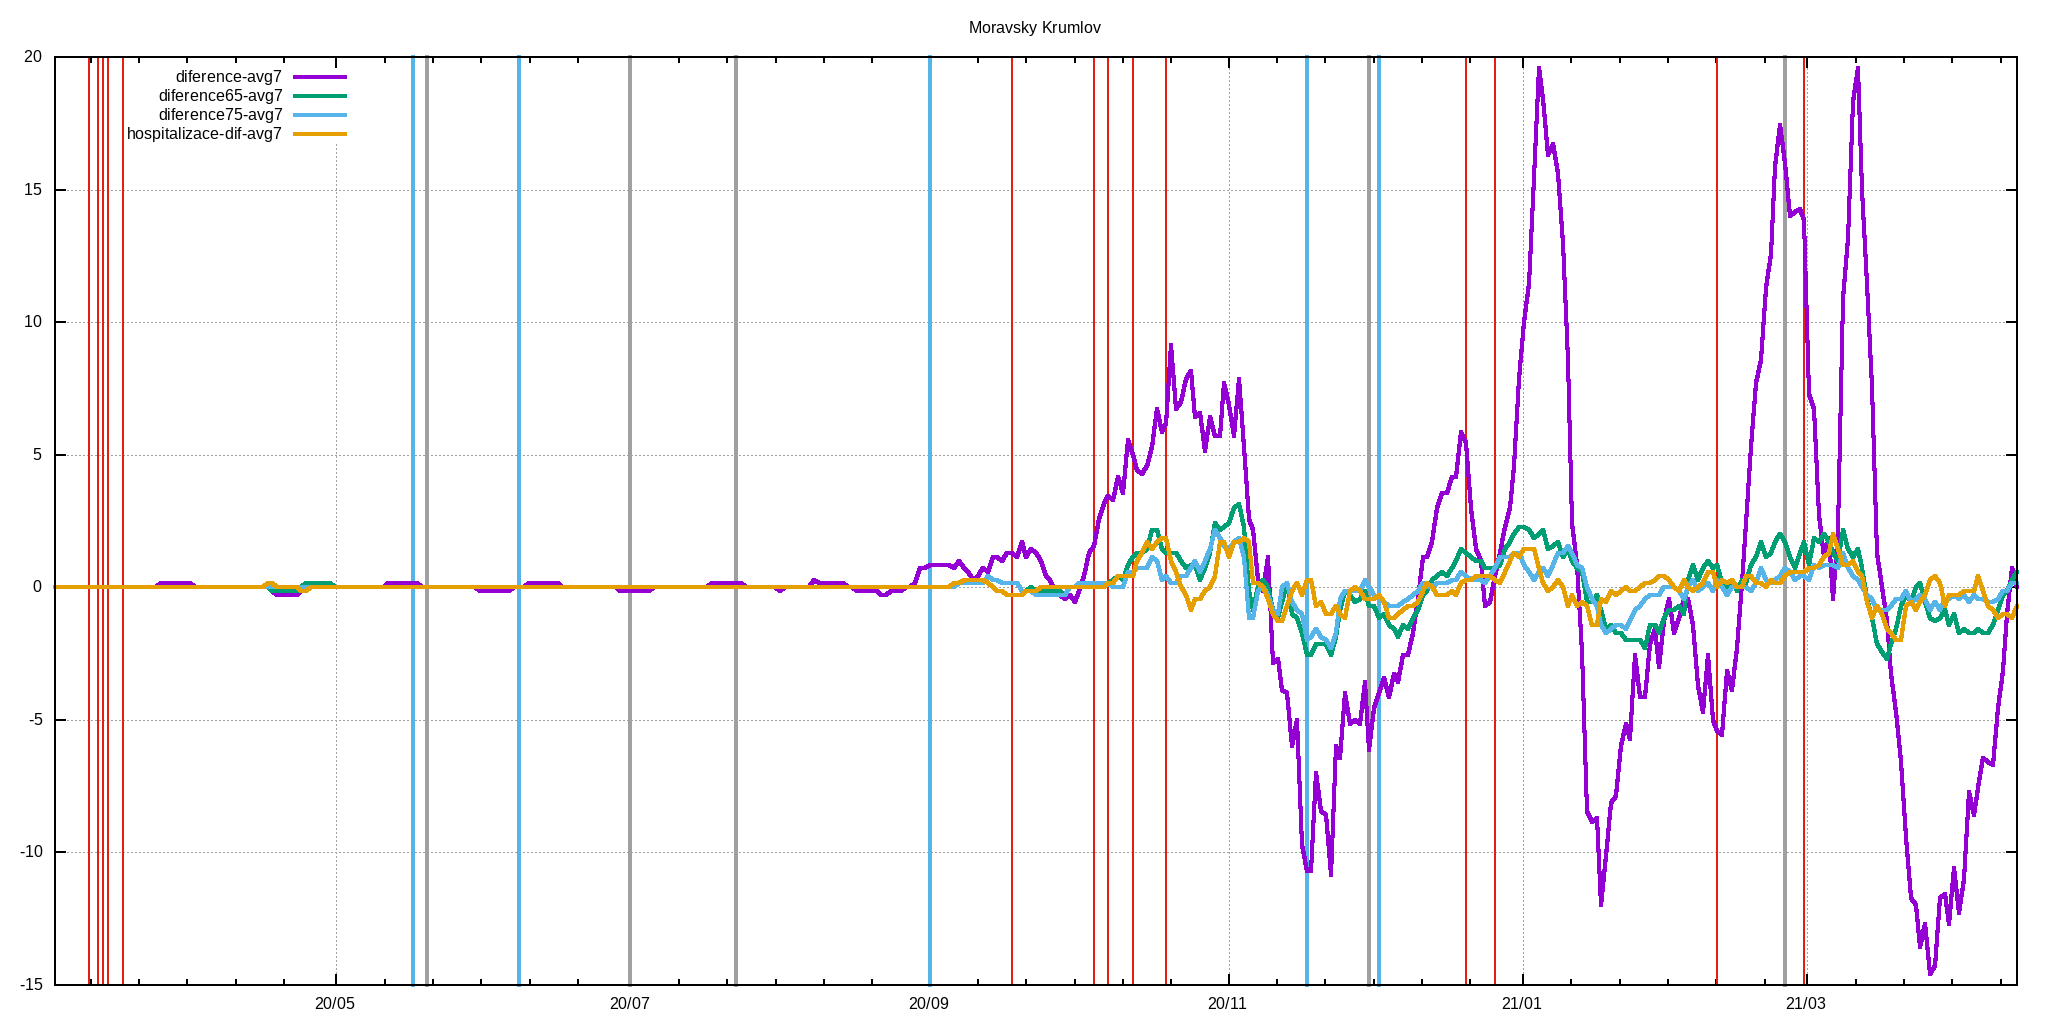 Moravsky Krumlov
20
15
10
5
0
-5
-10
-15
diference-avg7
diference65-avg7
diference75-avg7
hospitalizace-dif-avg7
20/05
20/07
20/09
20/11
21/01
21/03